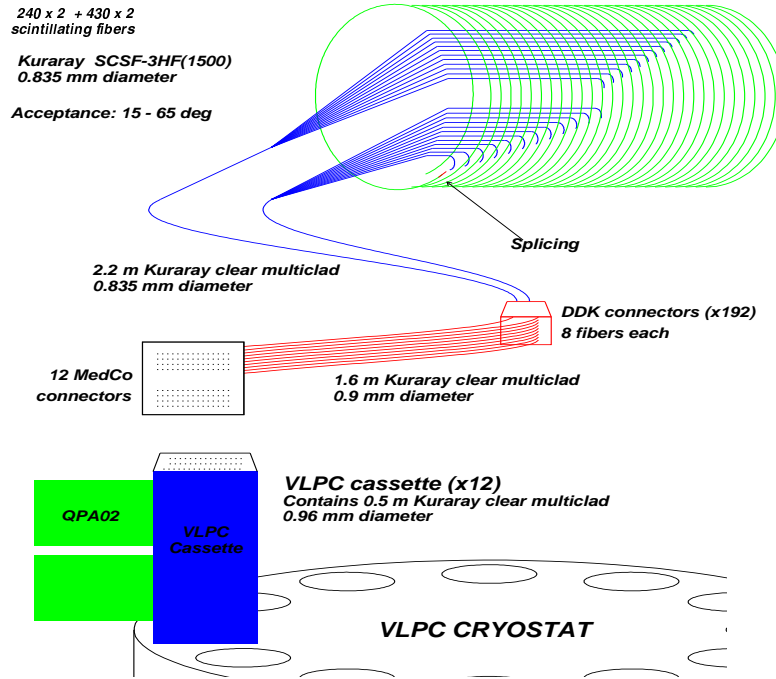 240 x 2 + 430 x 2
scintillating fibers
Kuraray SCSF-3HF(1500)
0.835 mm diameter
Acceptance: 15 - 65 deg
Splicing
2.2 m Kuraray clear multiclad
0.835 mm diameter
DDK connectors (x192)
8 fibers each
12 MedCo
connectors
1.6 m Kuraray clear multiclad
0.9 mm diameter
VLPC cassette (x12)
Contains 0.5 m Kuraray clear multiclad
0.96 mm diameter
QPA02
VLPC
Cassette
VLPC CRYOSTAT